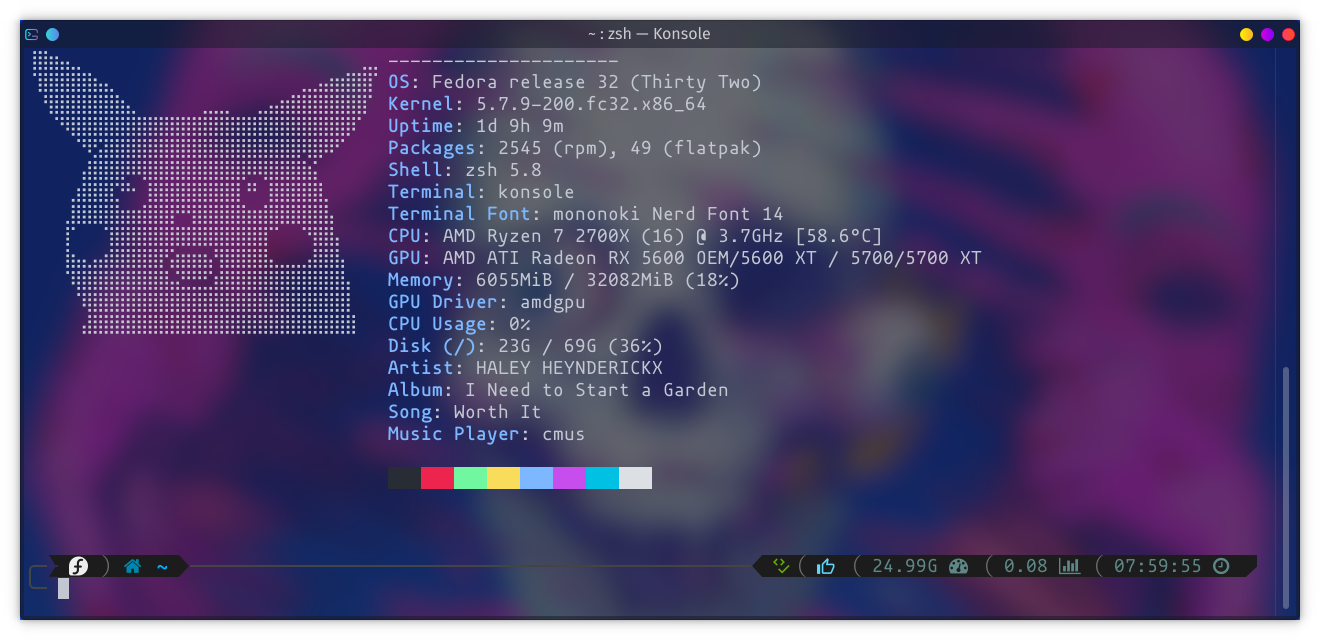 ~ : zsh — Konsole
---------------------
OS: Fedora release 32 (Thirty Two)
Kernel: 5.7.9-200.fc32.x86_64
Uptime: 1d 9h 9m
Packages: 2545 (rpm), 49 (flatpak)
Shell: zsh 5.8
Terminal: konsole
Terminal Font: mononoki Nerd Font 14
CPU: AMD Ryzen 7 2700X (16) @ 3.7GHz [58.6°C]
GPU: AMD ATI Radeon RX 5600 OEM/5600 XT / 5700/5700 XT
Memory: 6055MiB / 32082MiB (18%)
GPU Driver: amdgpu
CPU Usage: 0%
Disk (/): 23G / 69G (36%)
Artist: HALEY HEYNDERICKX
Album: I Need to Start a Garden
Song: Worth It
Music Player: cmus
~ 24.99G 0.08 07:59:55